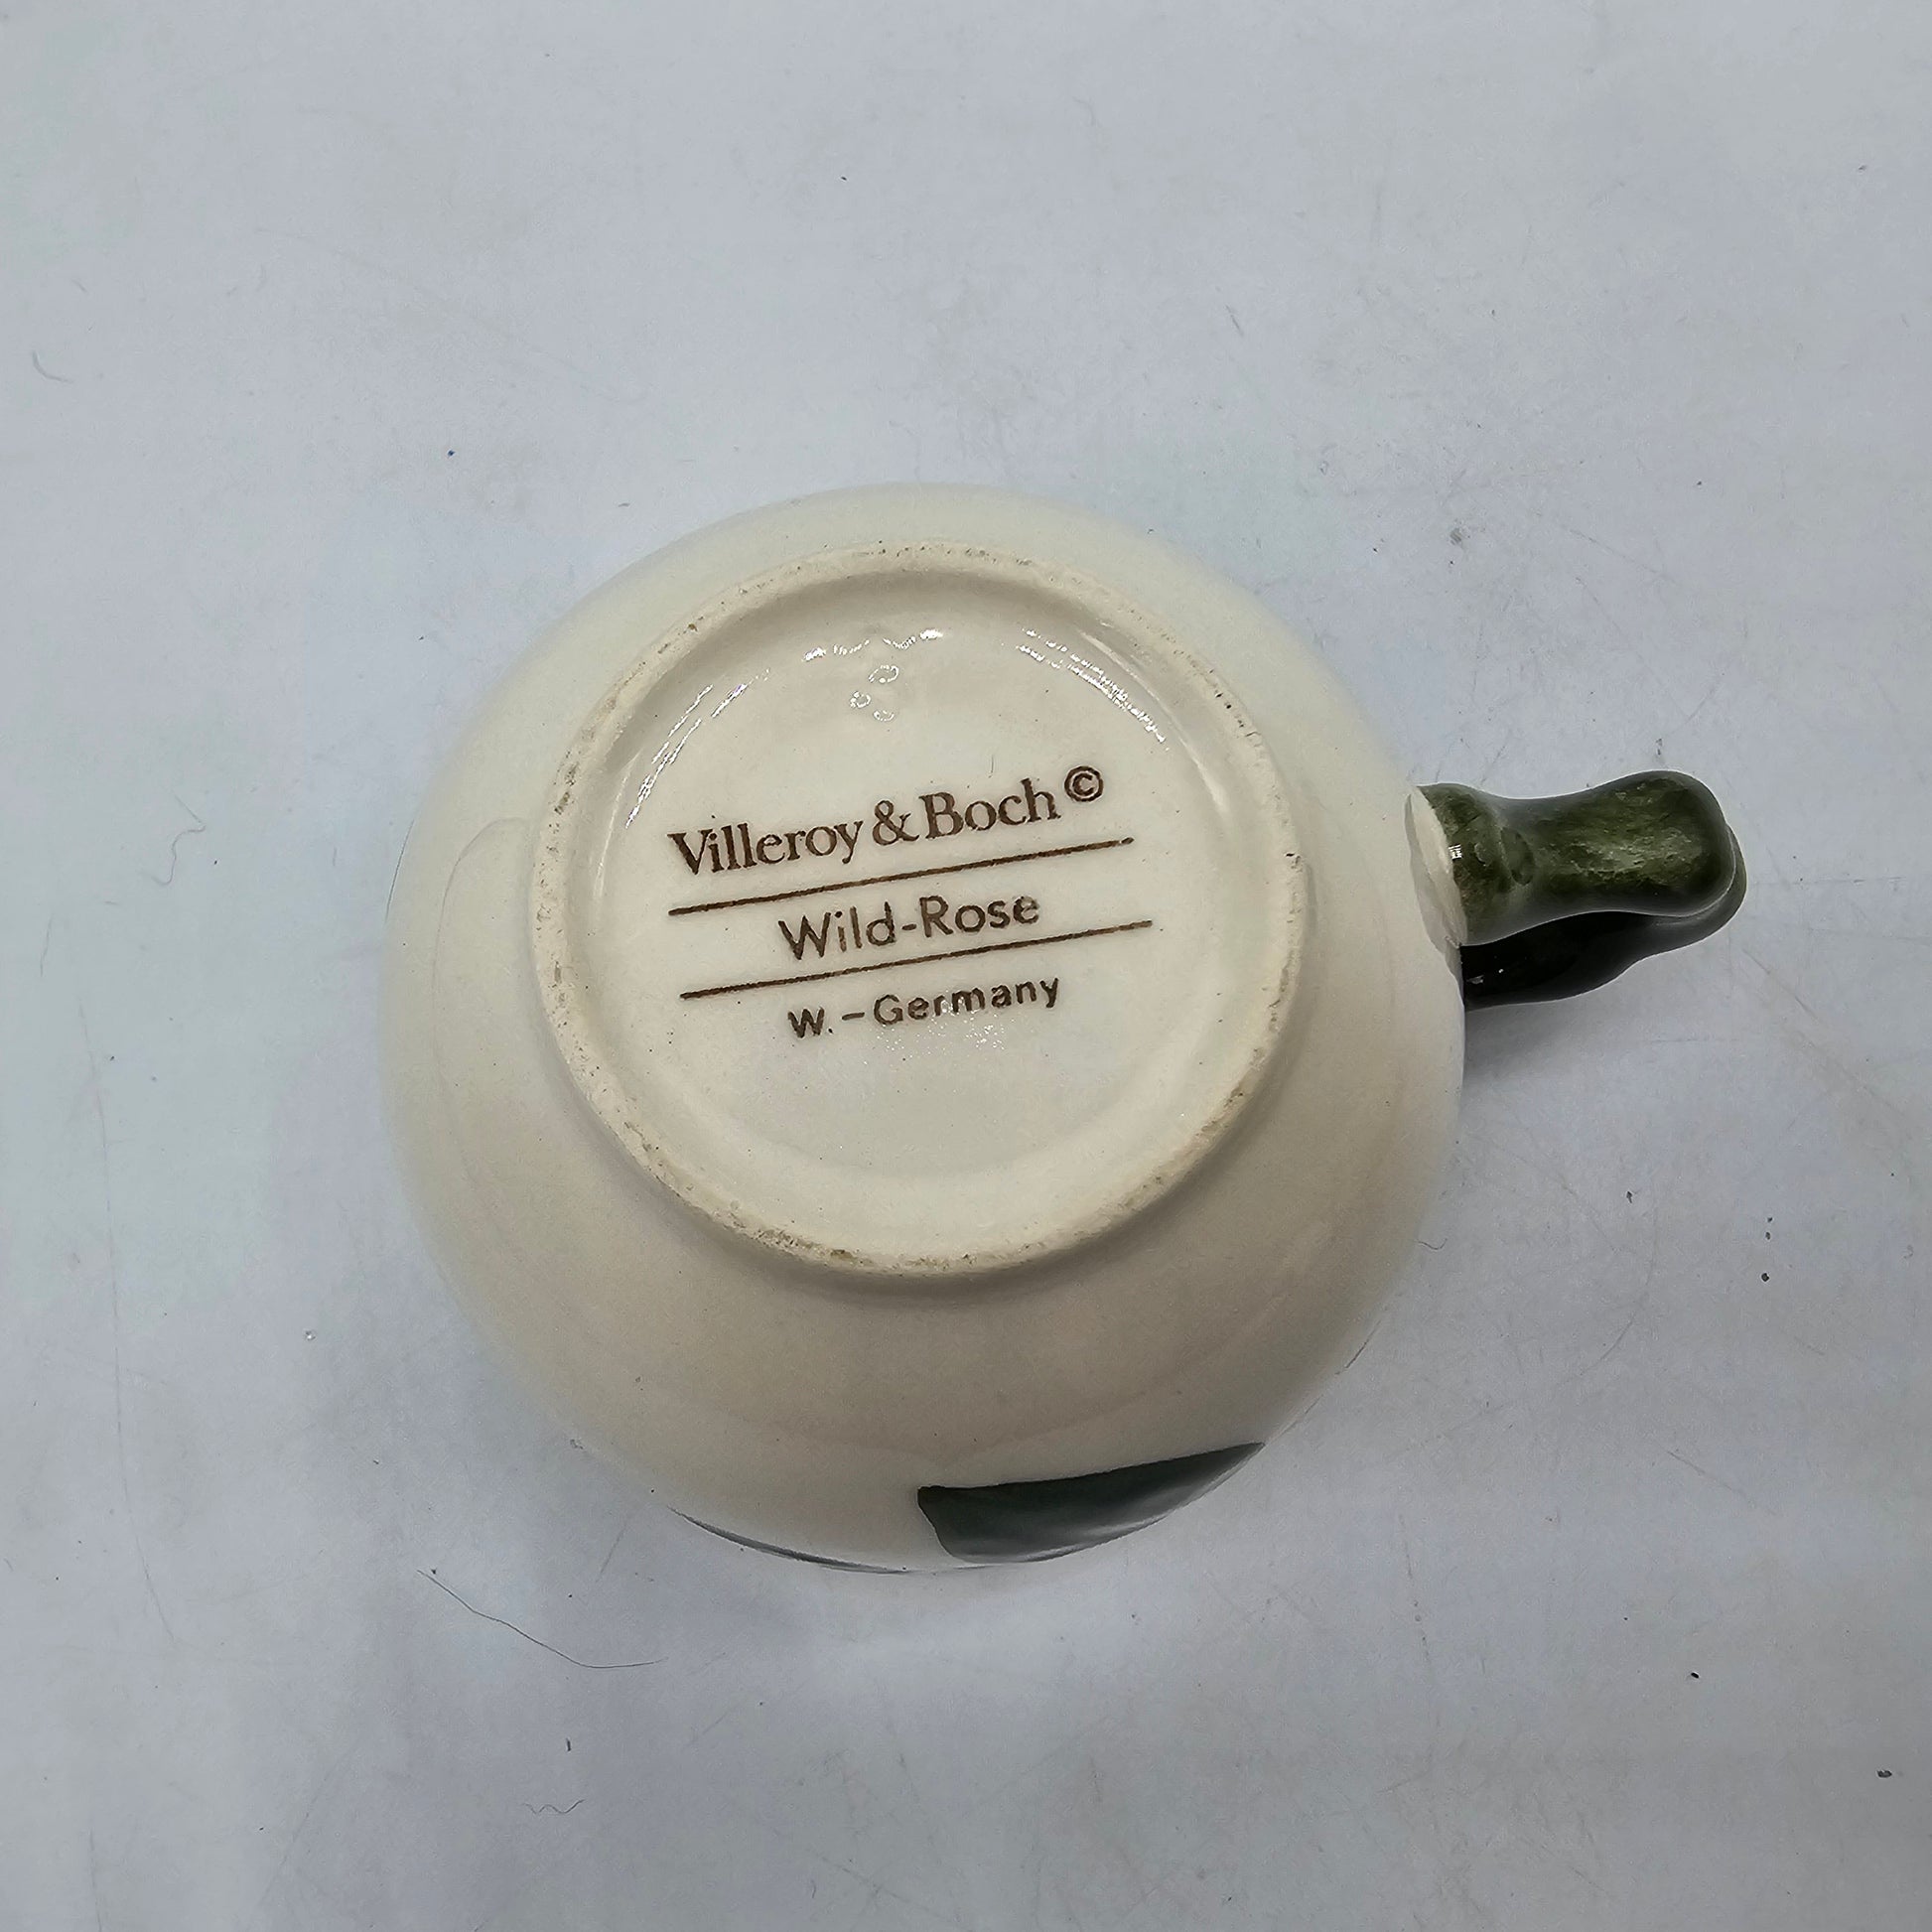 Villeroy & Boch ©
Wild-Rose
W.-Germany